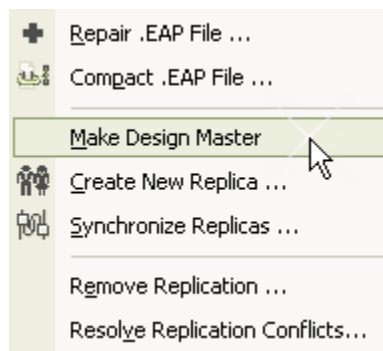 Repair .EAP File ...
Compact .EAP File ...
Make Design Master
Create New Replica ...
Synchronize Replicas ...
Remove Replication ...
Resolve Replication Conflicts...